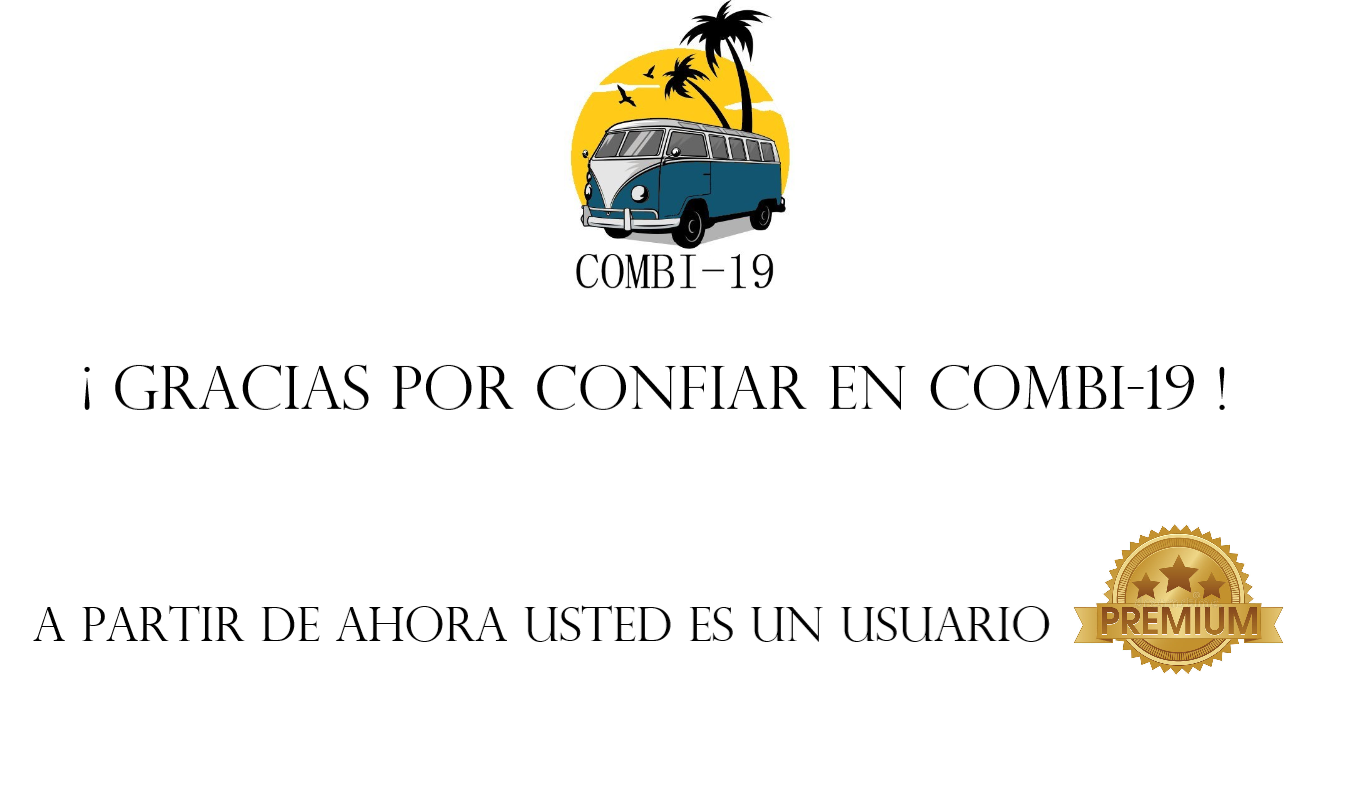 COMBI-19
¡ GRACIAS POR CONFIAR EN COMBI-19 !
A PARTIR DE AHORA USTED ES UN USUARIO PREMIUM